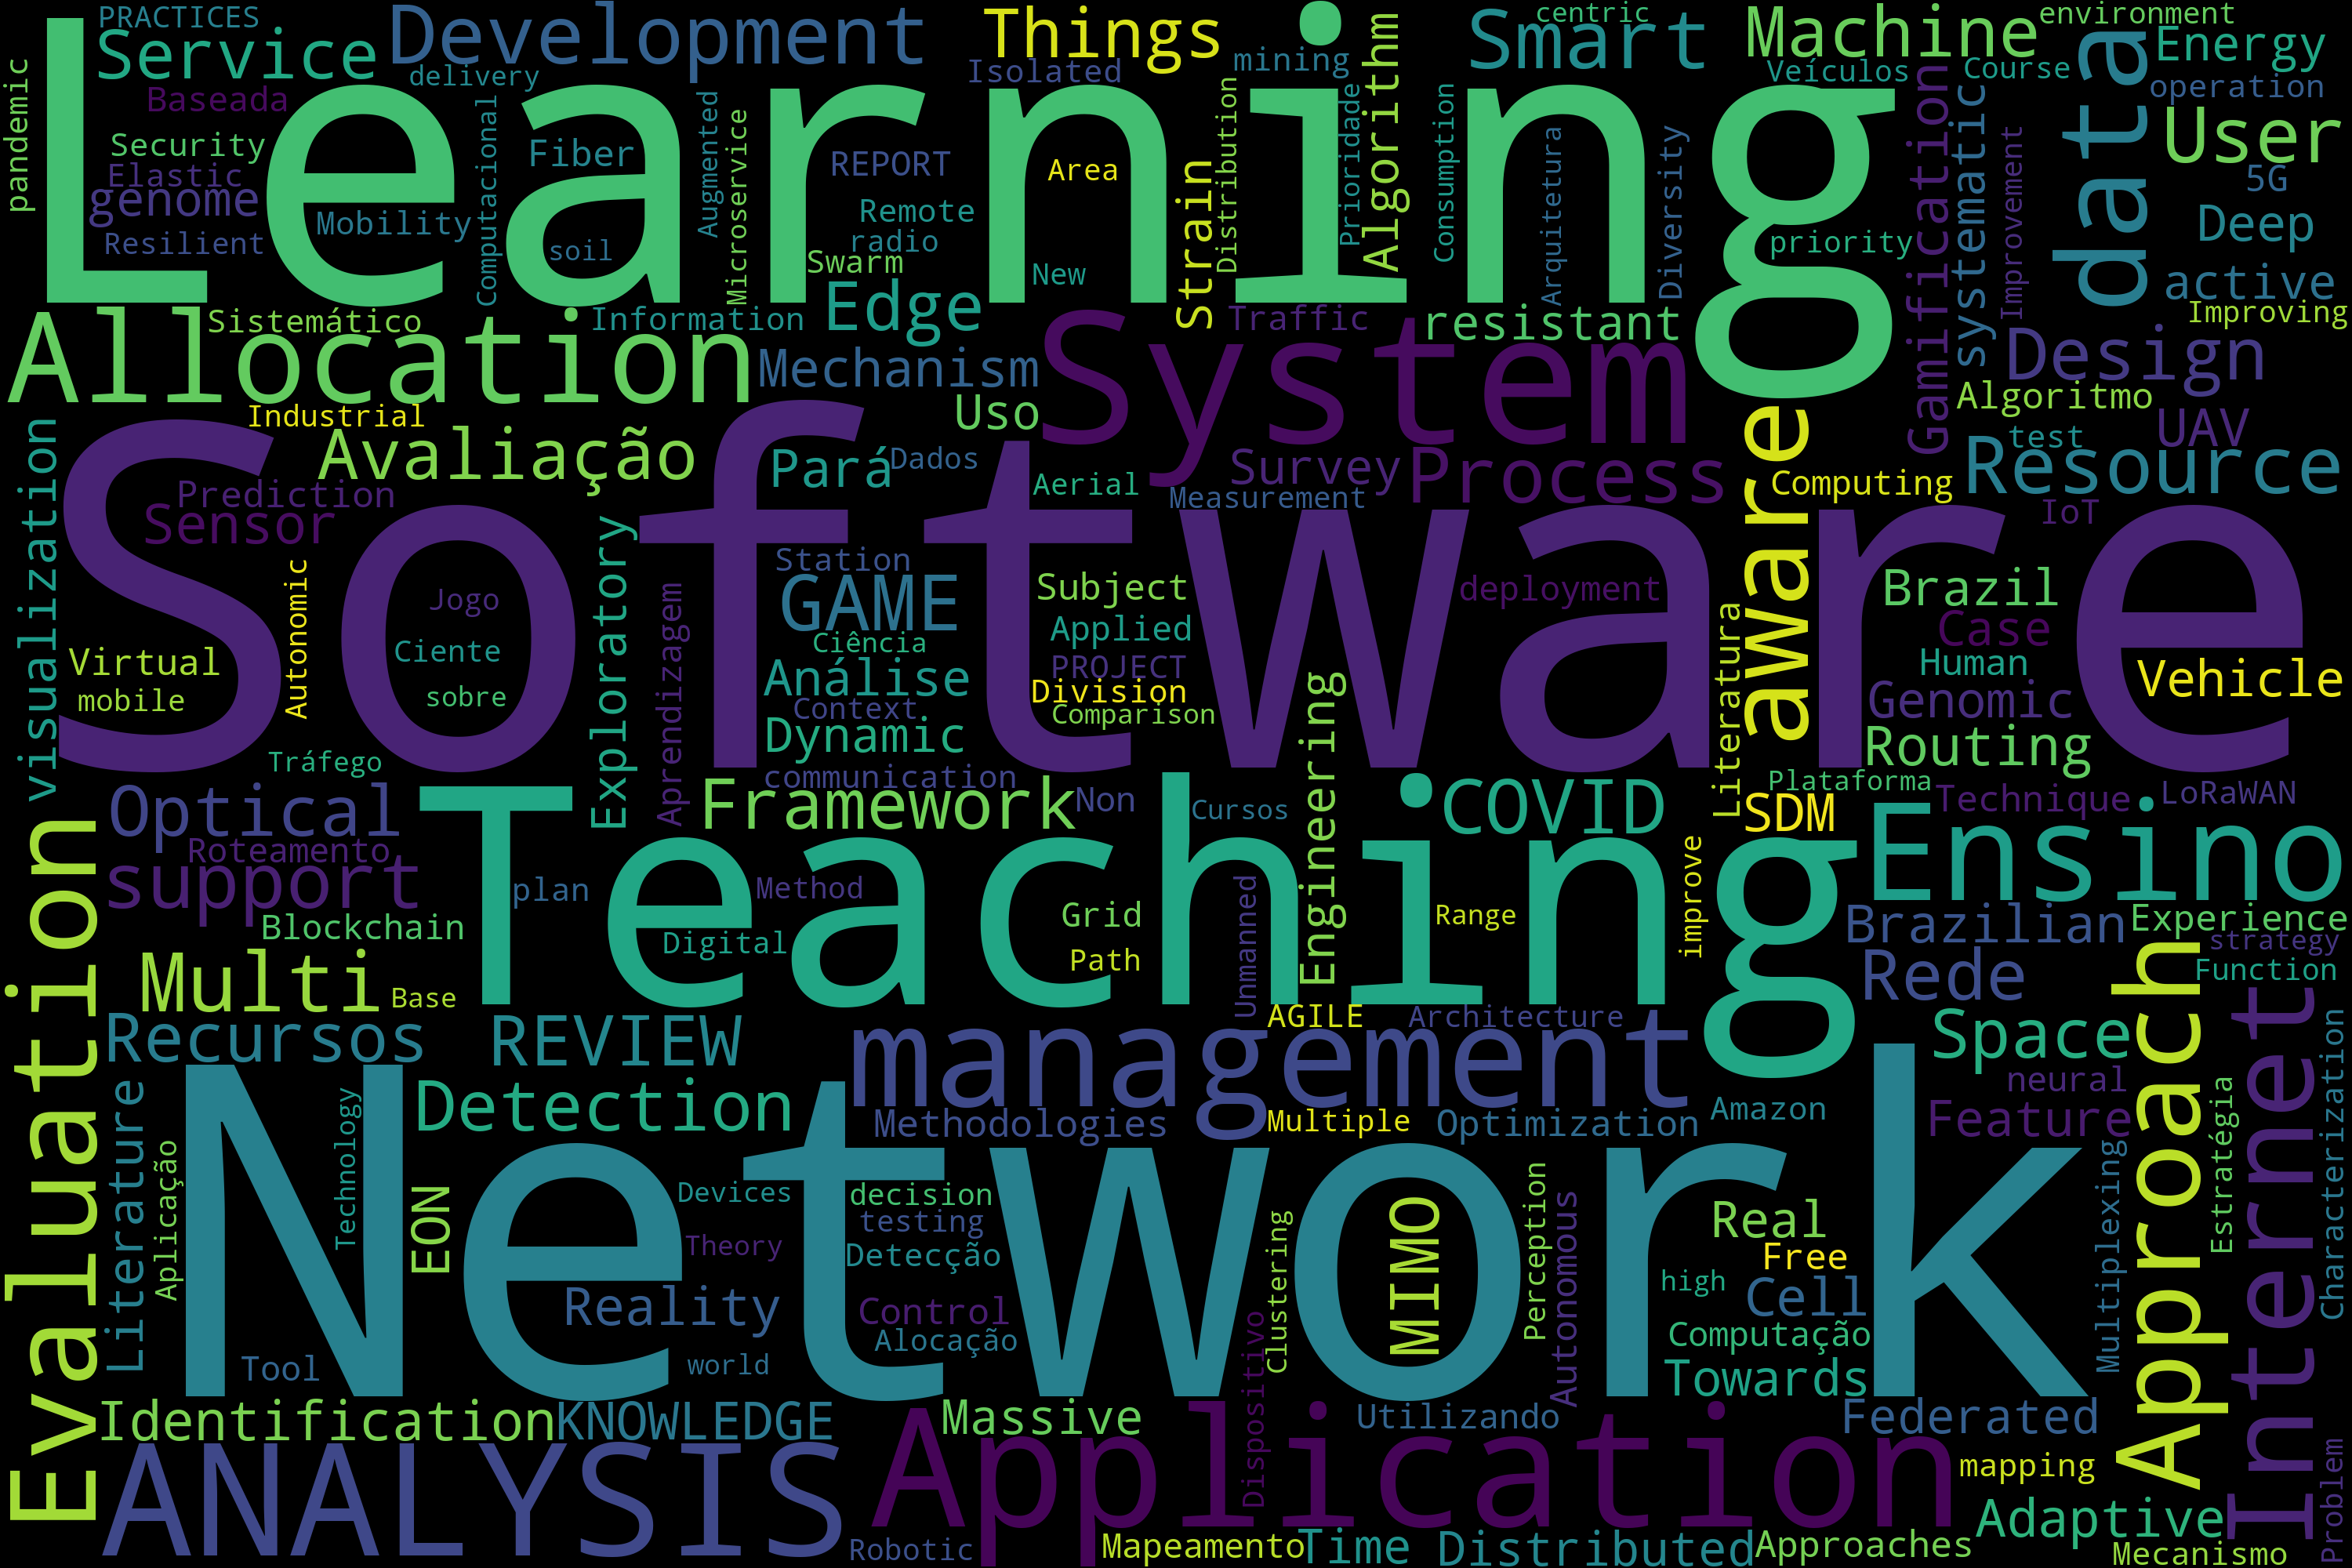 PRACTICES
Service
Development
Things
centric
environment
Smart
Machine
Energy
Learning
delivery
Isolated
mining
Algorithm
Veículos
Course
data
operation
pandemic
Baseada
Security
Elastic
genome
Resilient
Mobility
Computacional
Fiber
soil
Augmented
Microservice
REPORT
Remote
radio
Swarm
Area
New
Strain
Distribution
Prioridade
Consumption
Arquitetura
Diversity
priority
Gamification
systematic
Improvement
User
5G
Deep
active
Improving
Allocation
Sistemático
Information
Edge
Mechanism
System
Traffic
resistant
Design
Industrial
Avaliação
Uso
Algoritmo
UAV
visualization
Prediction
Sensor
Pará
Dados
Aerial
Survey
Measurement
Process
aware
Computing
test
Resource
IoT
Software
Autonomic
Jogo
Ciente
sobre
Exploratory
Aprendizagem
Station
GAME
Ciência
Análise
Context
Dynamic
communication
Subject
Applied
PROJECT
Division
Comparison
deployment
Literatura
Brazil
Case
Human
Genomic
Vehicle
Routing
Virtual
mobile
Tráfego
Optical
Roteamento
support
Framework
Non
Cursos
Engineering
COVID
Plataforma
SDM
Technique
LoRaWAN
Teaching
Ensino
Evaluation
Blockchain
plan
Method
Digital
Grid
Path
Unmanned
Range
improve
Brazilian
Experience
strategy
Function
Multi
Base
Rede
Approach
Internet
Recursos
REVIEW
management
AGILE
Architecture
Space
Characterization
Literature
Aplicação
Technology
Detection
Methodologies
Multiple
Optimization
Amazon
neural
Feature
Estratégia
Multiplexing
Network
EON
Devices
Theory
decision
testing
Detecção
Reality
Control
Alocação
world
Tool
Clustering
Dispositivo
MIMO
Perception
Autonomous
Real
Free
high
Cell
Computação
Towards
Identification
KNOWLEDGE
Massive
Utilizando
Federated
ANALYSIS
Application
mapping
Problem
Robotic
Mapeamento
Time
Distributed
Approaches
Adaptive
Mecanismo